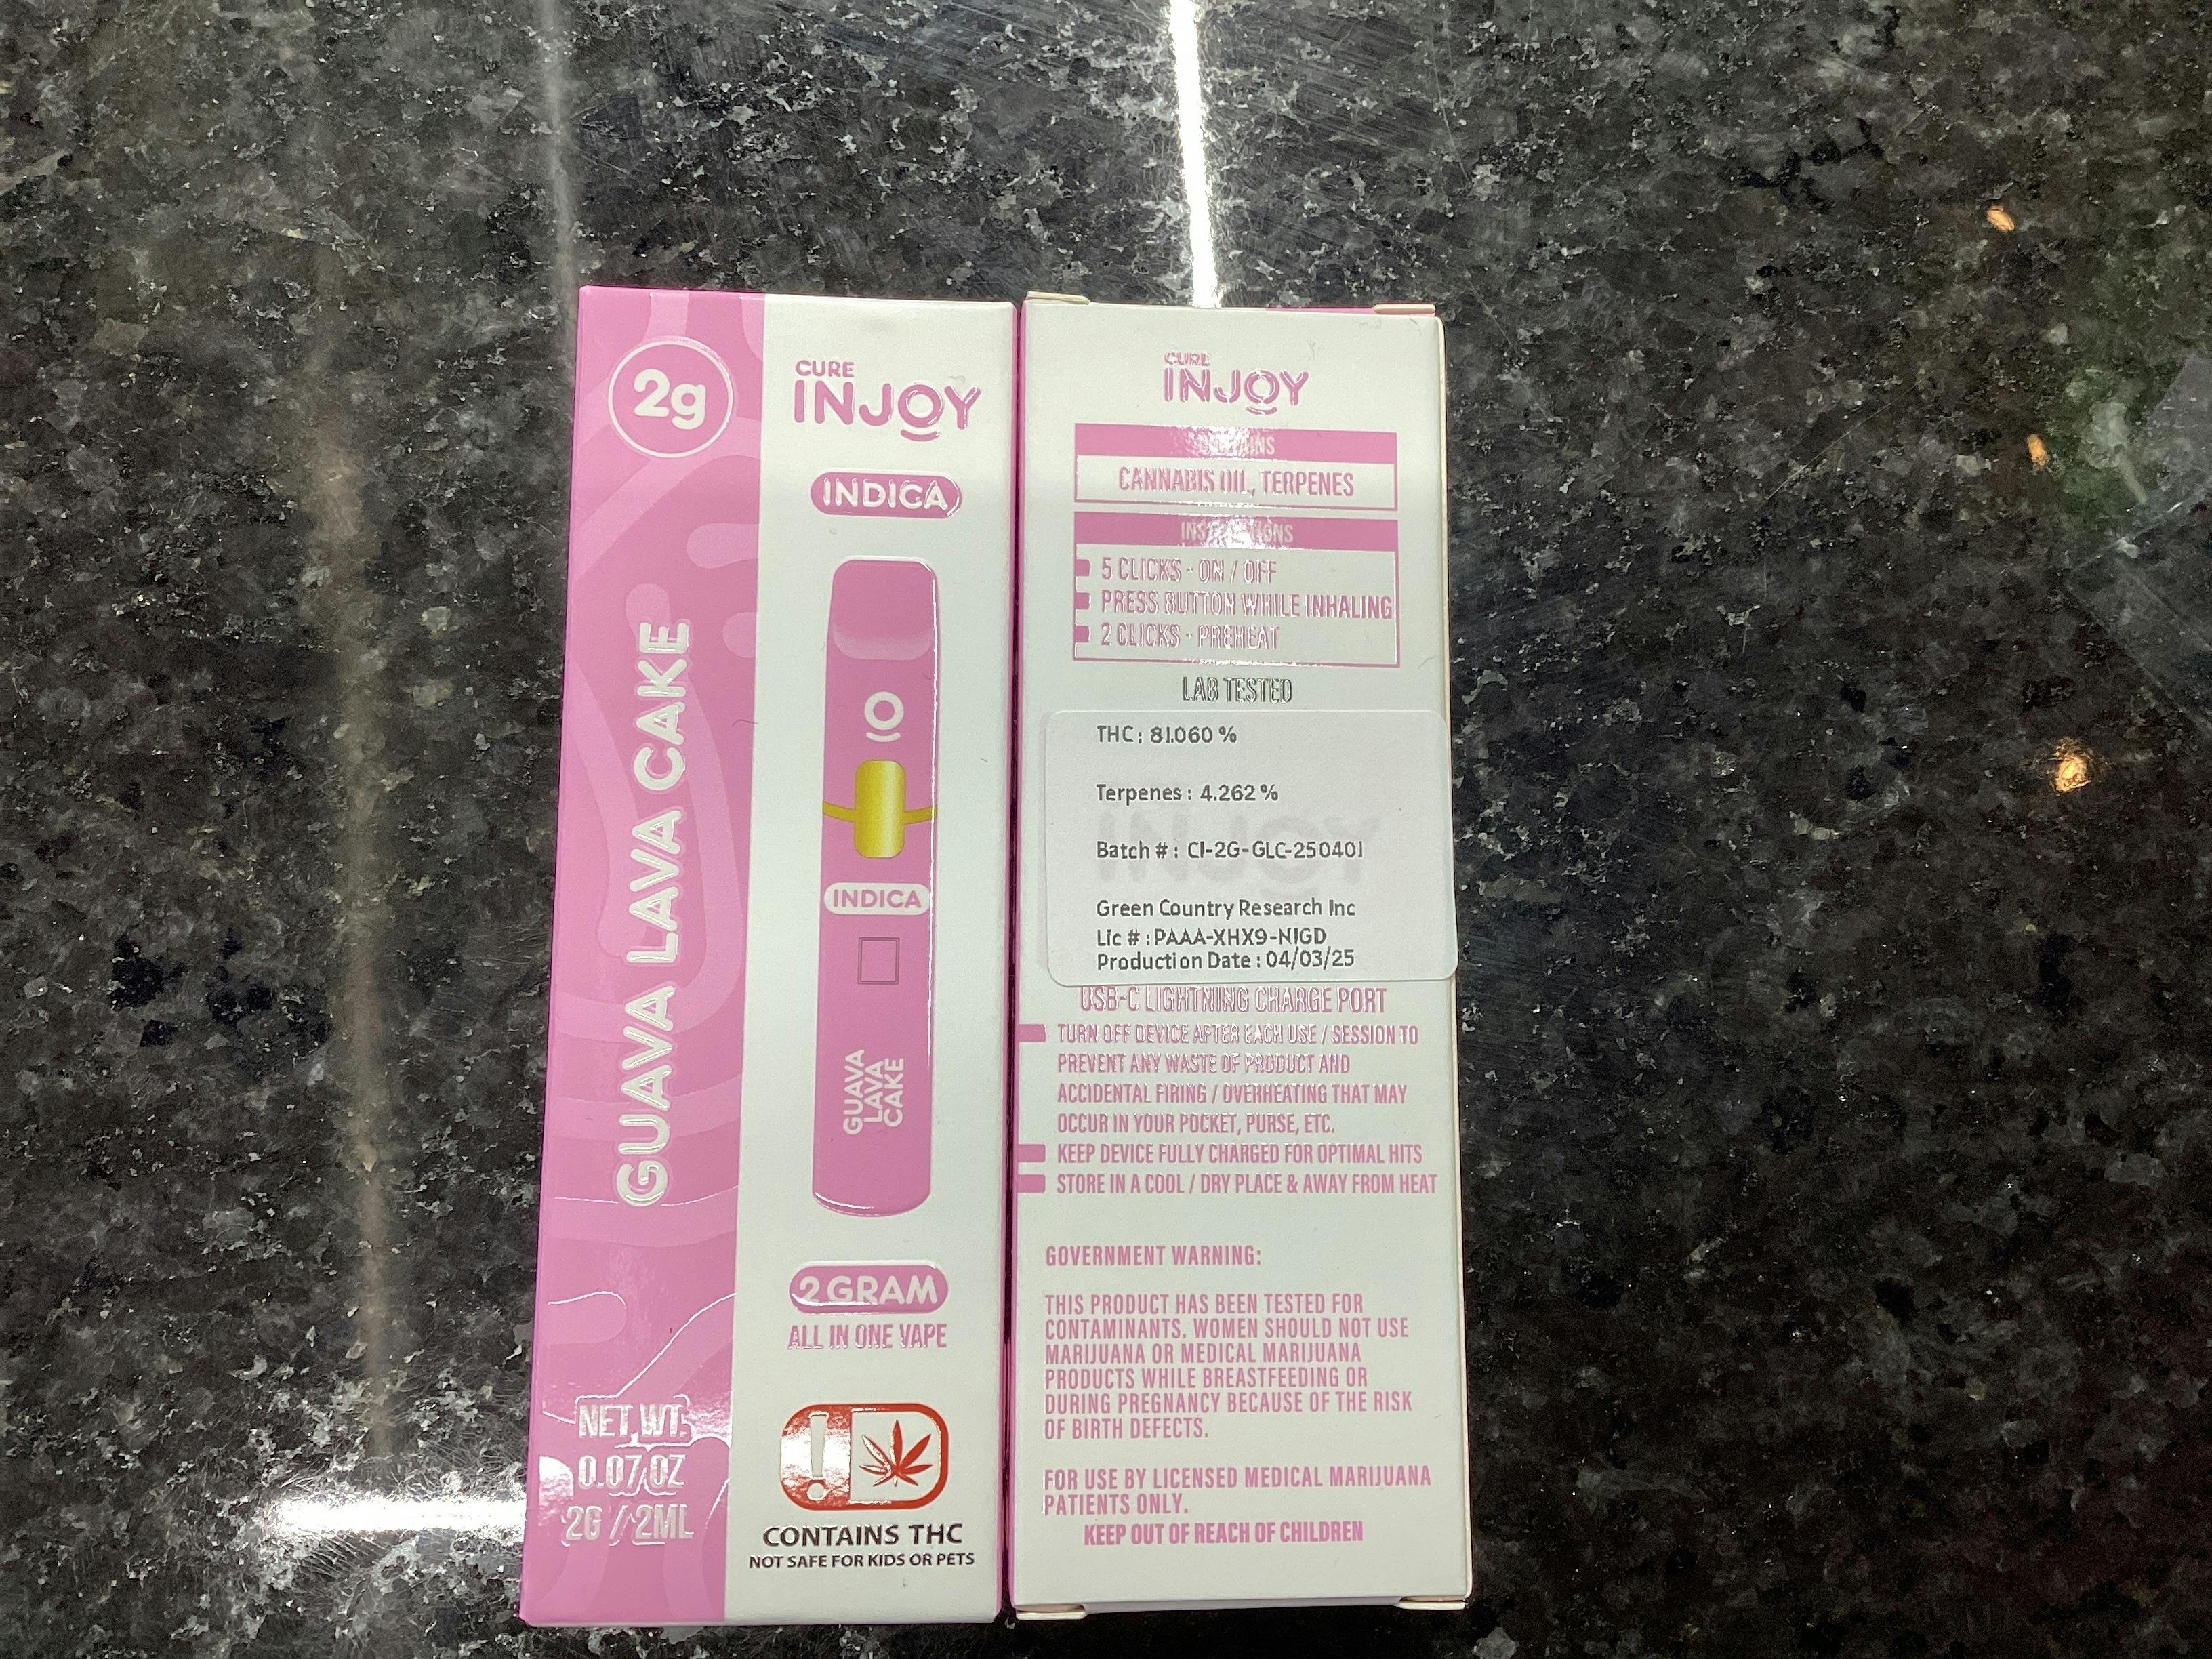 2g
GUAVA LAVA CAKE
NET WT.
0.07 OZ
2G / 2ML
CURE
INJOY
INDICA
INDICA
GUAVA
LAVA
CAKE
2 GRAM
ALL IN ONE VAPE
!
CONTAINS THC
NOT SAFE FOR KIDS OR PETS
CURE
INJOY
CONTAINS
CANNABIS OIL, TERPENES
INSTRUCTIONS
5 CLICKS - ON / OFF
PRESS BUTTON WHILE INHALING
2 CLICKS - PREHEAT
LAB TESTED
THC: 81.060 %
Terpenes: 4.262 %
INJOY
Batch #: CI-2G-GLC-250401
Green Country Research Inc
Lic #: PAAA-XHX9-NIGD
Production Date: 04/03/25
USB-C LIGHTNING CHARGE PORT
TURN OFF DEVICE AFTER EACH USE / SESSION TO
PREVENT ANY WASTE OF PRODUCT AND
ACCIDENTAL FIRING / OVERHEATING THAT MAY
OCCUR IN YOUR POCKET, PURSE, ETC.
KEEP DEVICE FULLY CHARGED FOR OPTIMAL HITS
STORE IN A COOL / DRY PLACE & AWAY FROM HEAT
GOVERNMENT WARNING:
THIS PRODUCT HAS BEEN TESTED FOR
CONTAMINANTS. WOMEN SHOULD NOT USE
MARIJUANA OR MEDICAL MARIJUANA
PRODUCTS WHILE BREASTFEEDING OR
DURING PREGNANCY BECAUSE OF THE RISK
OF BIRTH DEFECTS.
FOR USE BY LICENSED MEDICAL MARIJUANA
PATIENTS ONLY.
KEEP OUT OF REACH OF CHILDREN